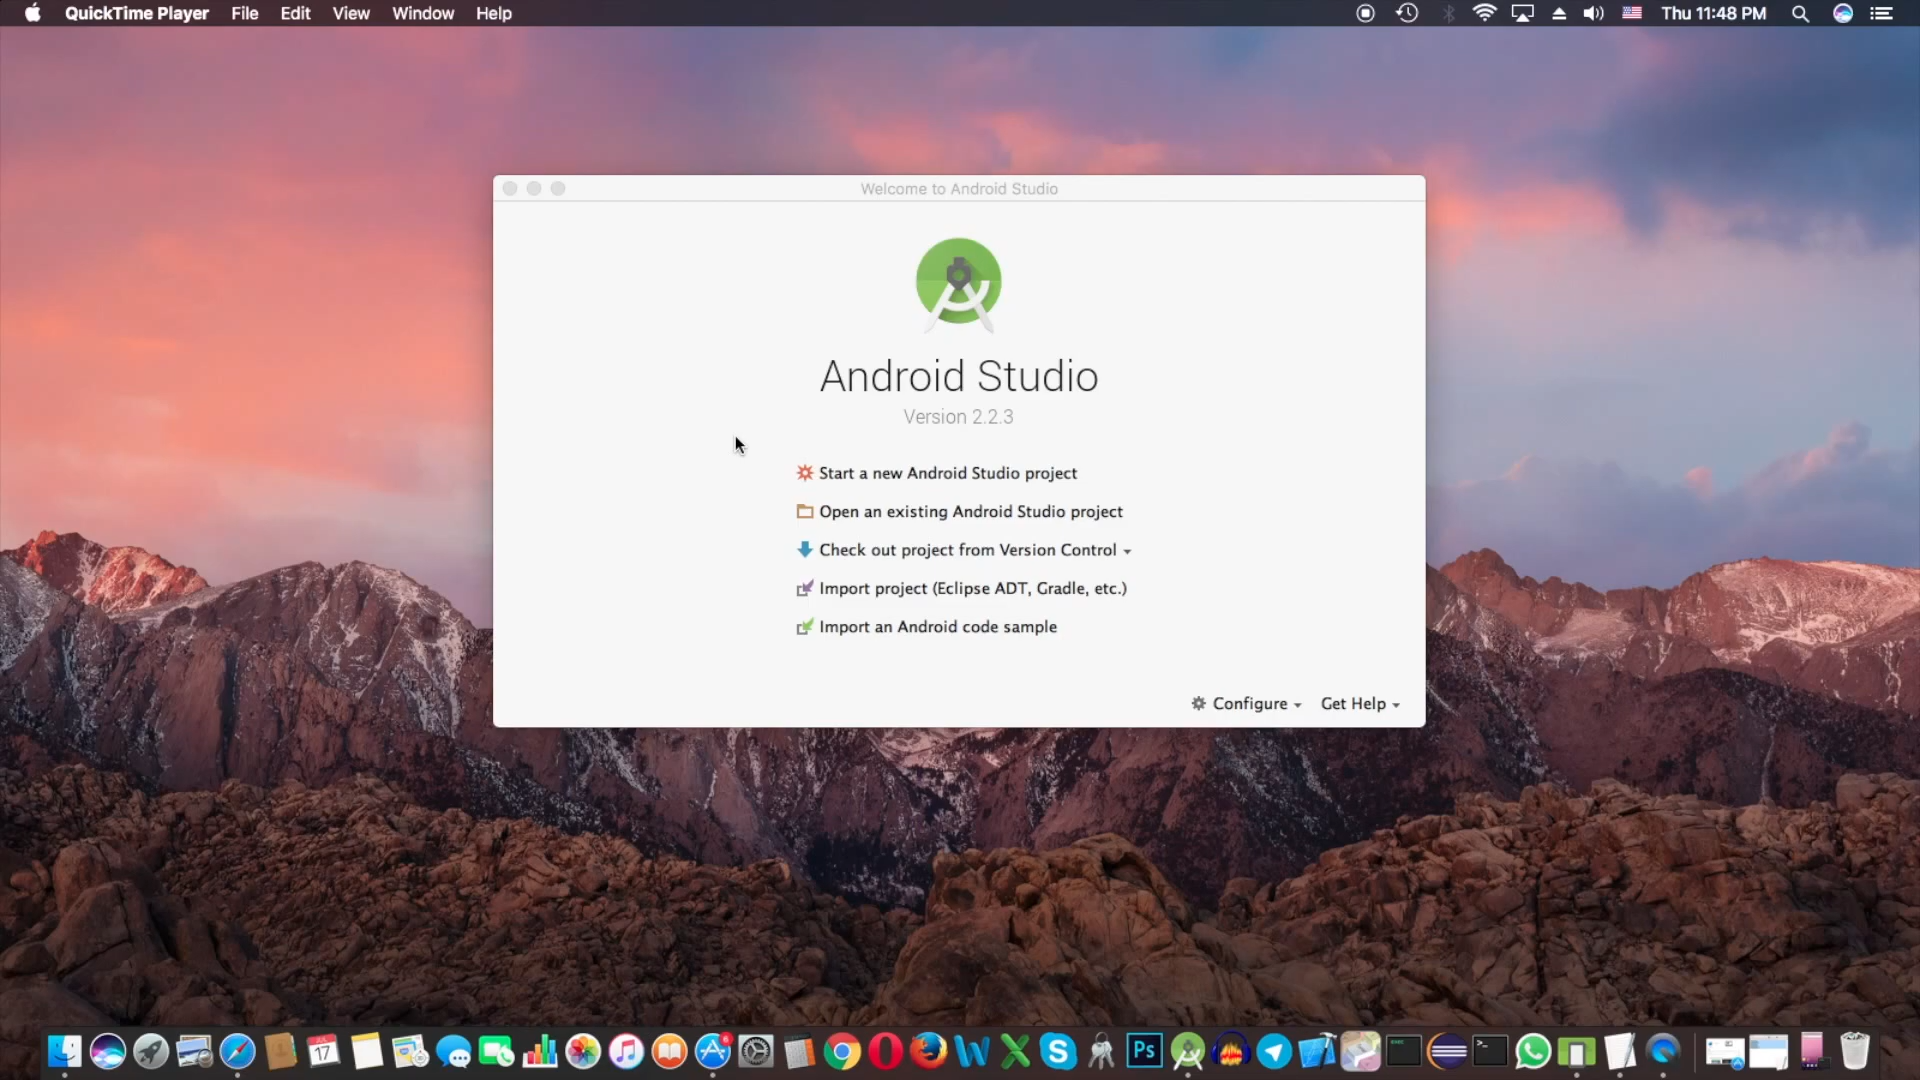 QuickTime Player File Edit View Window Help Thu 11:48 PM
Welcome to Android Studio
Android Studio
Version 2.2.3
Start a new Android Studio project
Open an existing Android Studio project
Check out project from Version Control
Import project (Eclipse ADT, Gradle, etc.)
Import an Android code sample
Configure Get Help
17
Ps